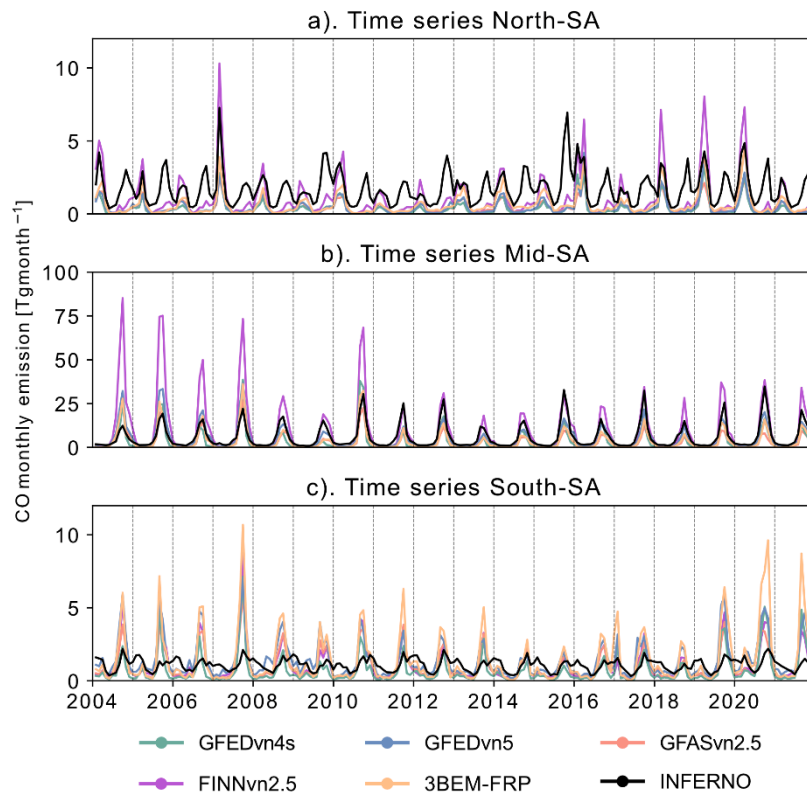 a). Time series North-SA
10
5
0
b). Time series Mid-SA
100
75
50
25
0
CO monthly emission [Tgmonth⁻¹]
c). Time series South-SA
10
5
0
2004 2006 2008 2010 2012 2014 2016 2018 2020
GFEDvn4s GFEDvn5 GFASvn2.5
FINNvn2.5 3BEM-FRP INFERNO